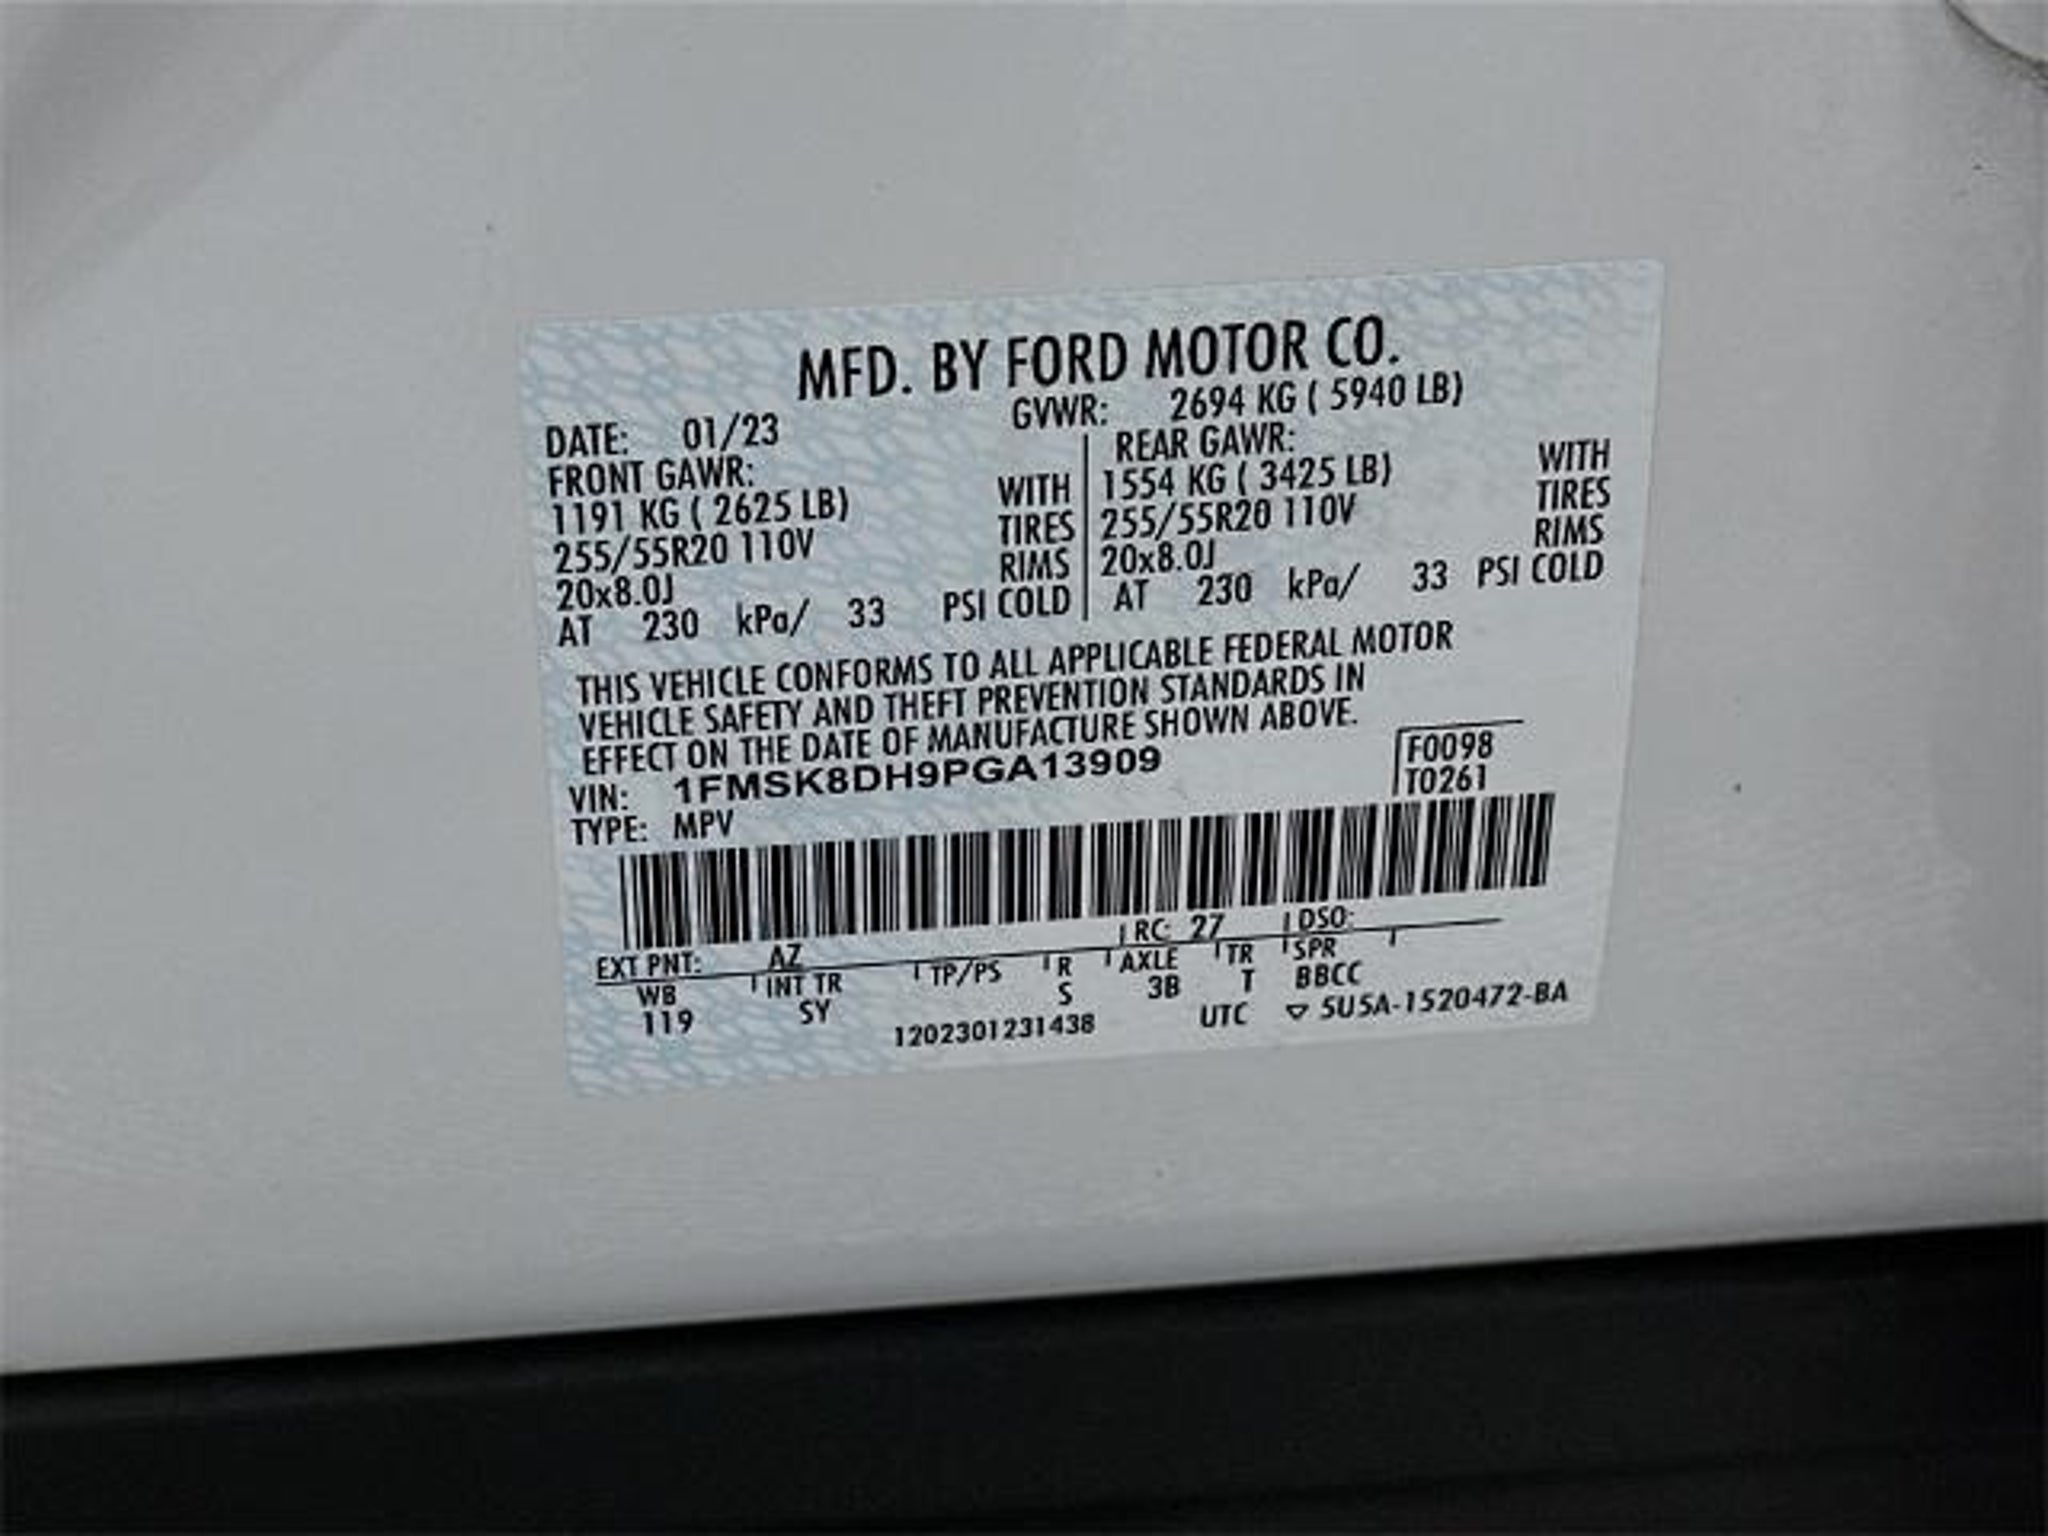 MFD. BY FORD MOTOR CO.
DATE: 01/23 GVWR: 2694 KG ( 5940 LB)
FRONT GAWR: REAR GAWR:
1191 KG ( 2625 LB) WITH 1554 KG ( 3425 LB) WITH
255/55R20 110V TIRES 255/55R20 110V TIRES
20x8.0J RIMS 20x8.0J RIMS
AT 230 kPa/ 33 PSI COLD AT 230 kPa/ 33 PSI COLD
THIS VEHICLE CONFORMS TO ALL APPLICABLE FEDERAL MOTOR
VEHICLE SAFETY AND THEFT PREVENTION STANDARDS IN
EFFECT ON THE DATE OF MANUFACTURE SHOWN ABOVE.
VIN: 1FMSK8DH9PGA13909 F0098
TYPE: MPV T0261
EXT PNT: AZ RC: 27 DSO:
WB INT TR TP/PS R AXLE TR SPR
119 SY S 3B T BBCC
1202301231438 UTC ▽ 5U5A-1520472-BA